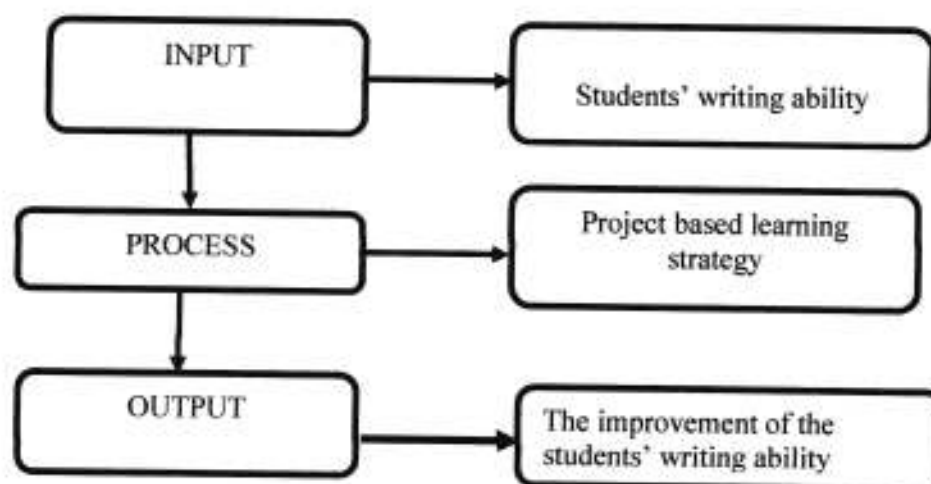 INPUT
Students' writing ability
PROCESS
Project based learning
strategy
OUTPUT
The improvement of the
students' writing ability